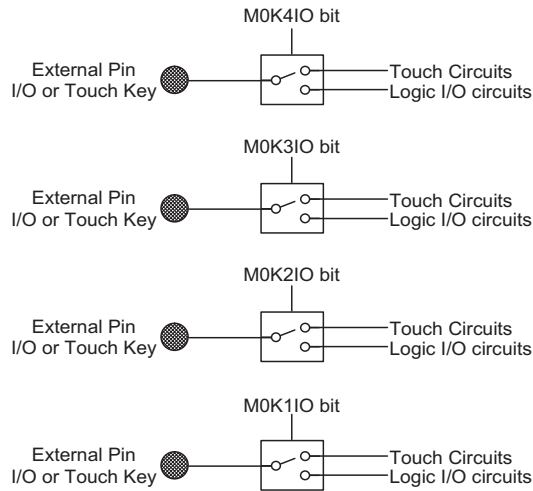 M0K4IO bit
External Pin
I/O or Touch Key
Touch Circuits
Logic I/O circuits
M0K3IO bit
External Pin
I/O or Touch Key
Touch Circuits
Logic I/O circuits
M0K2IO bit
External Pin
I/O or Touch Key
Touch Circuits
Logic I/O circuits
M0K1IO bit
External Pin
I/O or Touch Key
Touch Circuits
Logic I/O circuits